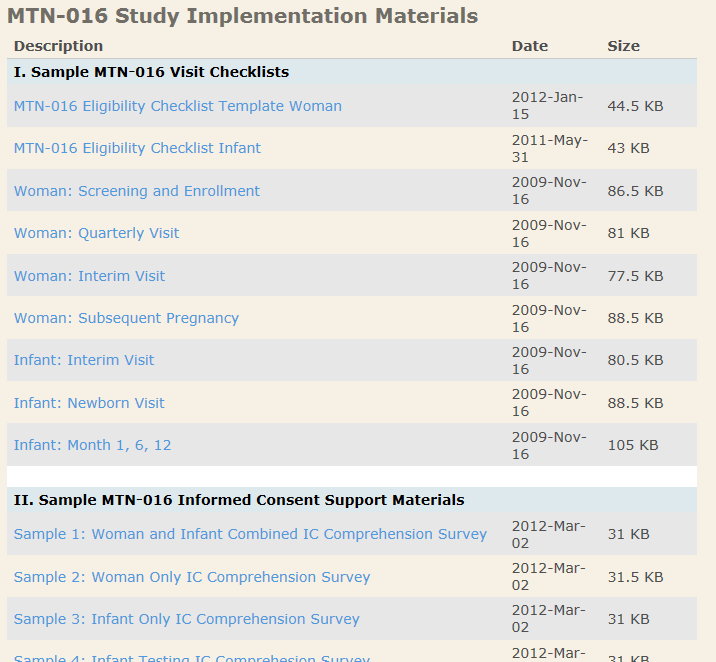 MTN-016 Study Implementation Materials
Description Date Size
I. Sample MTN-016 Visit Checklists
MTN-016 Eligibility Checklist Template Woman 2012-Jan-15 44.5 KB
MTN-016 Eligibility Checklist Infant 2011-May-31 43 KB
Woman: Screening and Enrollment 2009-Nov-16 86.5 KB
Woman: Quarterly Visit 2009-Nov-16 81 KB
Woman: Interim Visit 2009-Nov-16 77.5 KB
Woman: Subsequent Pregnancy 2009-Nov-16 88.5 KB
Infant: Interim Visit 2009-Nov-16 80.5 KB
Infant: Newborn Visit 2009-Nov-16 88.5 KB
Infant: Month 1, 6, 12 2009-Nov-16 105 KB
II. Sample MTN-016 Informed Consent Support Materials
Sample 1: Woman and Infant Combined IC Comprehension Survey 2012-Mar-02 31 KB
Sample 2: Woman Only IC Comprehension Survey 2012-Mar-02 31.5 KB
Sample 3: Infant Only IC Comprehension Survey 2012-Mar-02 31 KB
Sample 4: Infant Testing IC Comprehension Survey 2012-Mar- 31 KB